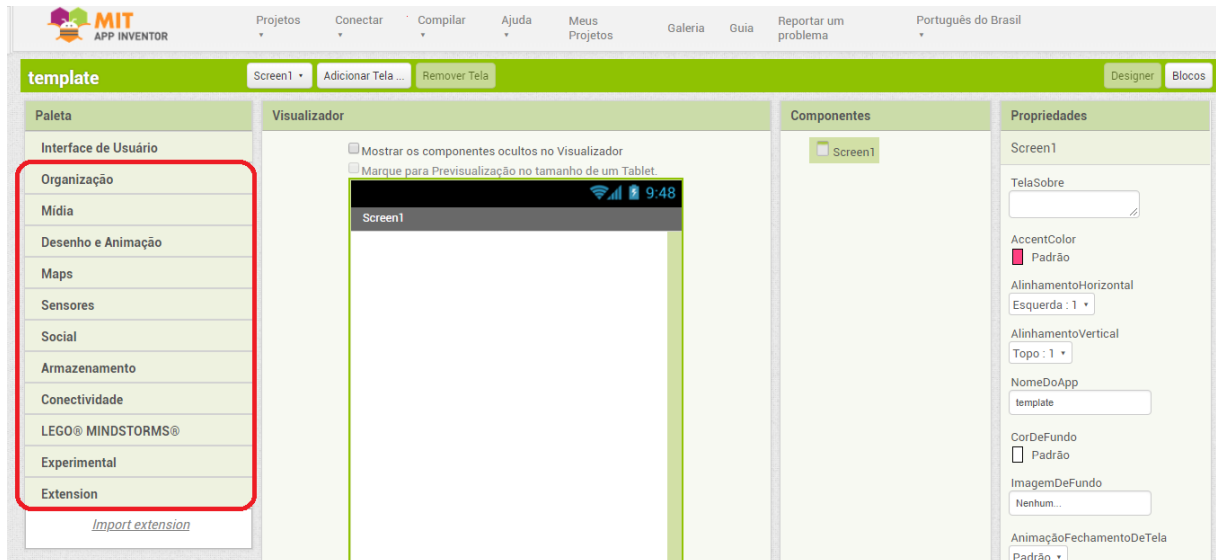 MIT
APP INVENTOR
Projetos
Conectar
Compilar
Ajuda
Meus
Projetos
Galeria
Guia
Reportar um
problema
Português do Brasil
template
Screen1
Adicionar Tela ...
Remover Tela
Designer
Blocos
Paleta
Interface de Usuário
Organização
Mídia
Desenho e Animação
Maps
Sensores
Social
Armazenamento
Conectividade
LEGO® MINDSTORMS®
Experimental
Extension
Import extension
Visualizador
Mostrar os componentes ocultos no Visualizador
Marque para Previsualização no tamanho de um Tablet.
9:48
Screen1
Componentes
Screen1
Propriedades
Screen1
TelaSobre
AccentColor
Padrão
AlinhamentoHorizontal
Esquerda : 1
AlinhamentoVertical
Topo : 1
NomeDoApp
template
CorDeFundo
Padrão
ImagemDeFundo
Nenhum...
AnimaçãoFechamentoDeTela
Padrão